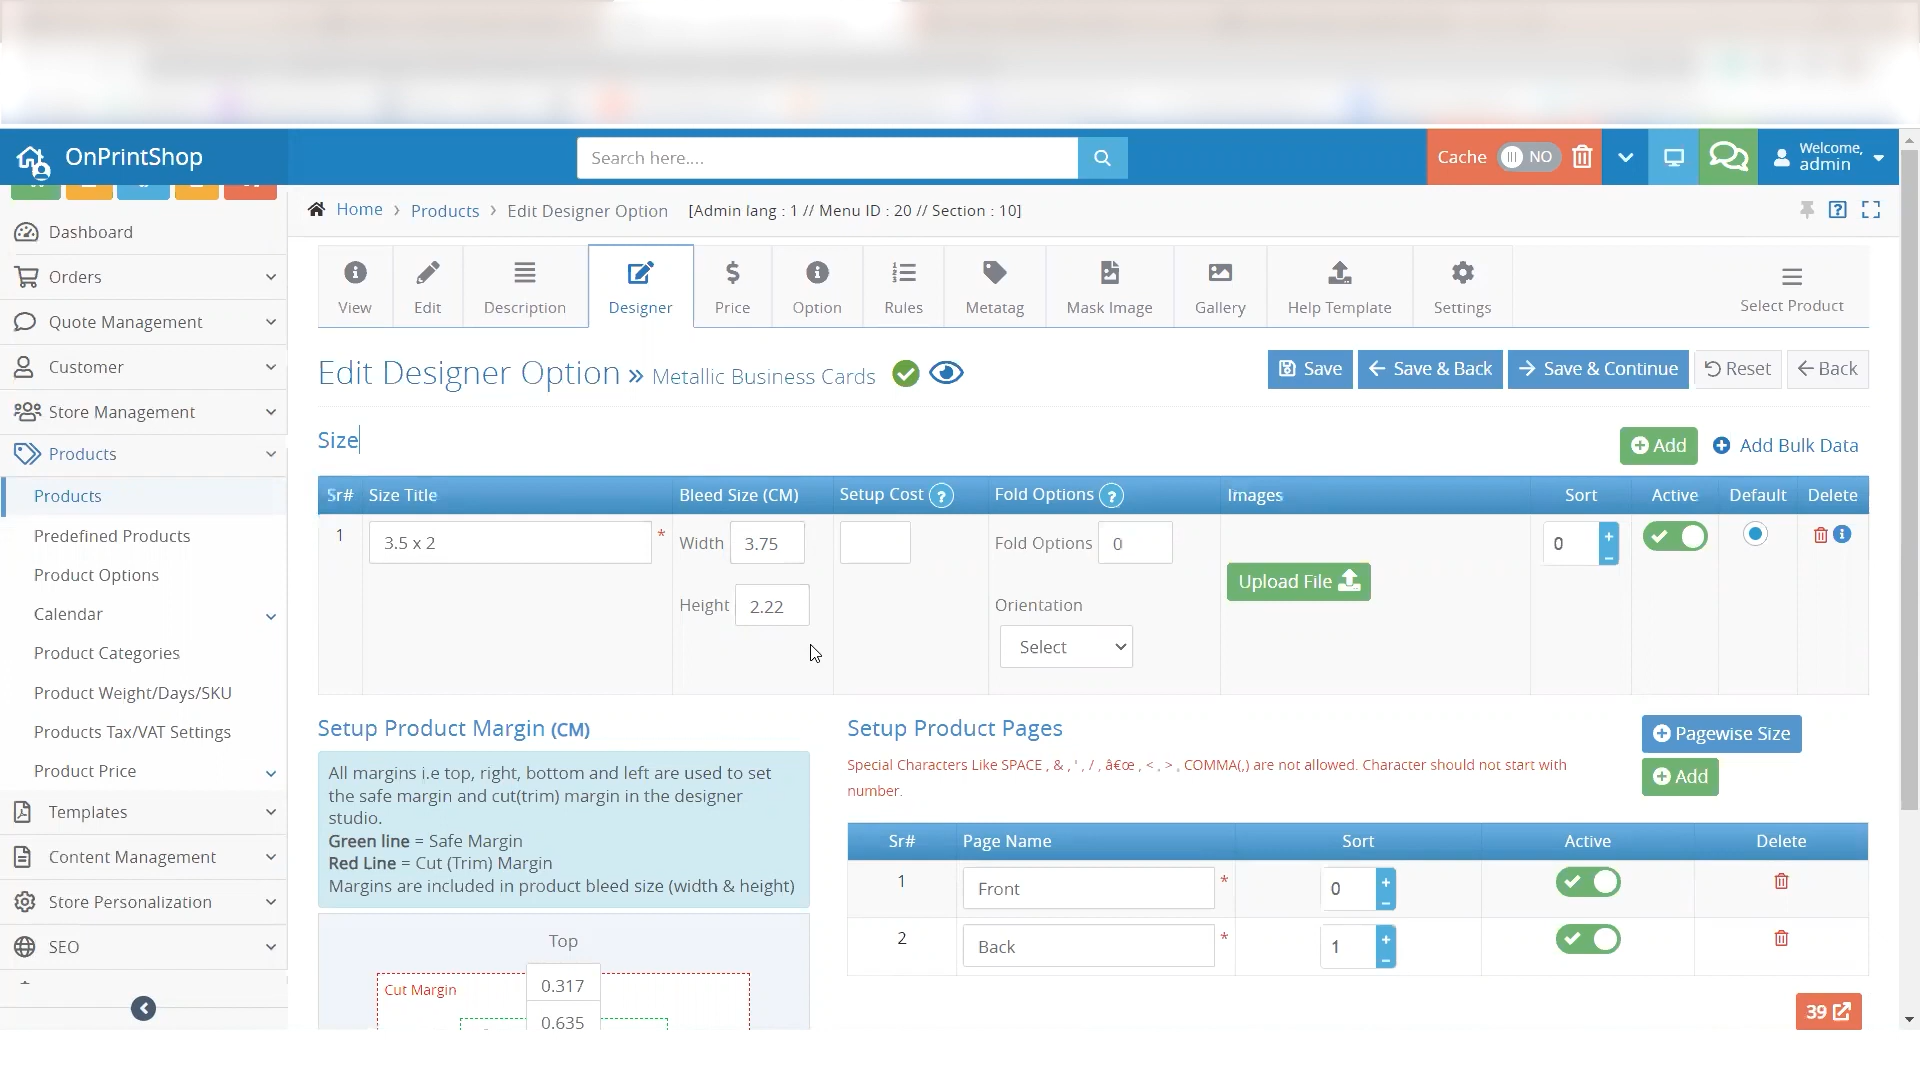 OnPrintShop
Search here....
Cache NO
Welcome,
admin
Home > Products > Edit Designer Option [Admin lang : 1 // Menu ID : 20 // Section : 10]
Dashboard
Orders
Quote Management
Customer
Store Management
Products
Products
Predefined Products
Product Options
Calendar
Product Categories
Product Weight/Days/SKU
Products Tax/VAT Settings
Product Price
Templates
Content Management
Store Personalization
SEO
View
Edit
Description
Designer
Price
Option
Rules
Metatag
Mask Image
Gallery
Help Template
Settings
Select Product
Edit Designer Option » Metallic Business Cards
Save
Save & Back
Save & Continue
Reset
Back
Size
Add
Add Bulk Data
Sr# Size Title Bleed Size (CM) Setup Cost ? Fold Options ? Images Sort Active Default Delete
1 3.5 x 2 * Width 3.75 Fold Options 0 0
Upload File
Height 2.22 Orientation
Select
Setup Product Margin (CM)
All margins i.e top, right, bottom and left are used to set
the safe margin and cut(trim) margin in the designer
studio.
Green line = Safe Margin
Red Line = Cut (Trim) Margin
Margins are included in product bleed size (width & height)
Top
Cut Margin
0.317
0.635
Setup Product Pages
Special Characters Like SPACE , & , ' , / , â€œ , < , > , COMMA(,) are not allowed. Character should not start with
number.
Pagewise Size
Add
Sr# Page Name Sort Active Delete
1 Front * 0
2 Back * 1
39